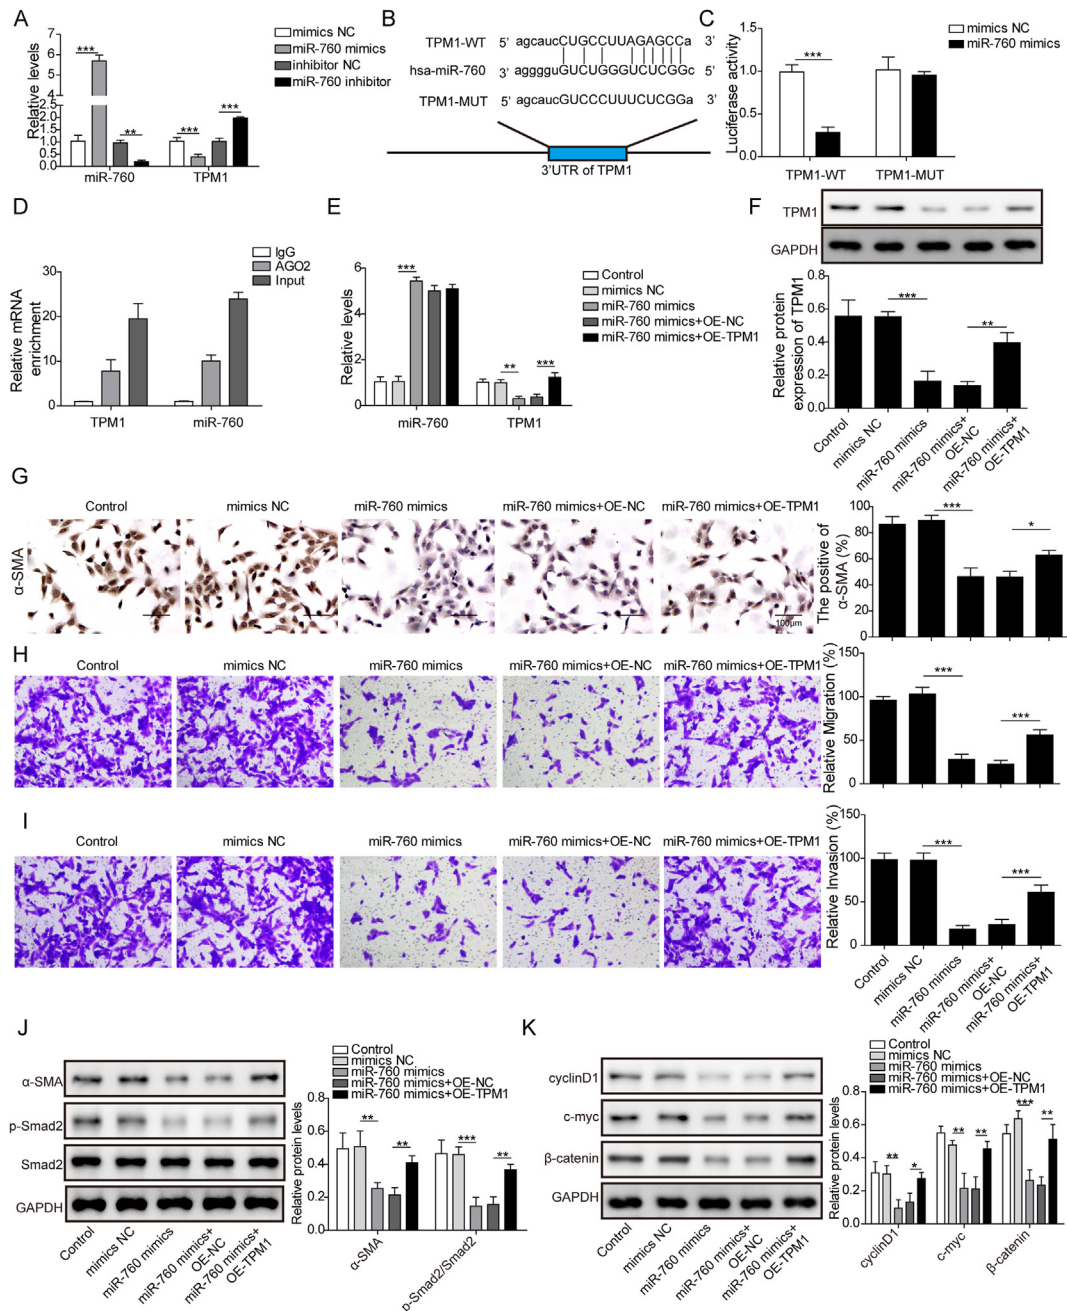 A
Relative levels
7
6
5
4
3
2.5
2.0
1.5
1.0
0.5
0.0
***
**
***
***
miR-760
TPM1
mimics NC
miR-760 mimics
inhibitor NC
miR-760 inhibitor
B
TPM1-WT 5' agcaucCUGCCUUAGAGCCa 3'
hsa-miR-760 3' agggguGUCUGGGUCUCGGc 5'
TPM1-MUT 5' agcaucGUCCCUUUCUCGGa 3'
3'UTR of TPM1
C
Luciferase activity
1.5
1.0
0.5
0.0
***
TPM1-WT
TPM1-MUT
mimics NC
miR-760 mimics
D
Relative mRNA
enrichment
30
20
10
0
TPM1
miR-760
IgG
AGO2
Input
E
Relative levels
6
4
2
0
***
**
***
miR-760
TPM1
Control
mimics NC
miR-760 mimics
miR-760 mimics+OE-NC
miR-760 mimics+OE-TPM1
F
TPM1
GAPDH
Relative protein
expression of TPM1
0.8
0.6
0.4
0.2
0.0
***
**
Control
mimics NC
miR-760 mimics
miR-760 mimics+
OE-NC
miR-760 mimics+
OE-TPM1
G
Control
mimics NC
miR-760 mimics
miR-760 mimics+OE-NC
miR-760 mimics+OE-TPM1
α-SMA
100μm
The positive of
α-SMA (%)
100
80
60
40
20
0
***
*
H
Control
mimics NC
miR-760 mimics
miR-760 mimics+OE-NC
miR-760 mimics+OE-TPM1
Relative Migration (%)
150
100
50
0
***
***
I
Control
mimics NC
miR-760 mimics
miR-760 mimics+OE-NC
miR-760 mimics+OE-TPM1
Relative Invasion (%)
150
100
50
0
***
***
Control
mimics NC
miR-760 mimics
miR-760 mimics+
OE-NC
miR-760 mimics+
OE-TPM1
J
α-SMA
p-Smad2
Smad2
GAPDH
Control
mimics NC
miR-760 mimics
miR-760 mimics+
OE-NC
miR-760 mimics+
OE-TPM1
Control
mimics NC
miR-760 mimics
miR-760 mimics+OE-NC
miR-760 mimics+OE-TPM1
Relative protein levels
0.8
0.6
0.4
0.2
0.0
**
**
***
**
α-SMA
p-Smad2/Smad2
K
cyclinD1
c-myc
β-catenin
GAPDH
Control
mimics NC
miR-760 mimics
miR-760 mimics+
OE-NC
miR-760 mimics+
OE-TPM1
Control
mimics NC
miR-760 mimics
miR-760 mimics+OE-NC
miR-760 mimics+OE-TPM1
Relative protein levels
0.8
0.6
0.4
0.2
0.0
**
*
**
**
***
**
cyclinD1
c-myc
β-catenin